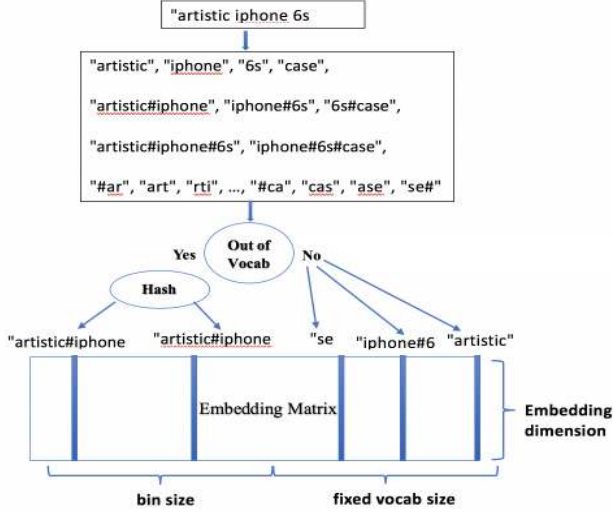 "artistic iphone 6s
"artistic", "iphone", "6s", "case",
"artistic#iphone", "iphone#6s", "6s#case",
"artistic#iphone#6s", "iphone#6s#case",
"#ar", "art", "rti", ..., "#ca", "cas", "ase", "se#"
Yes
Out of
Vocab
No
Hash
"artistic#iphone
"artistic#iphone
"se
"iphone#6
"artistic"
Embedding Matrix
Embedding
dimension
bin size
fixed vocab size